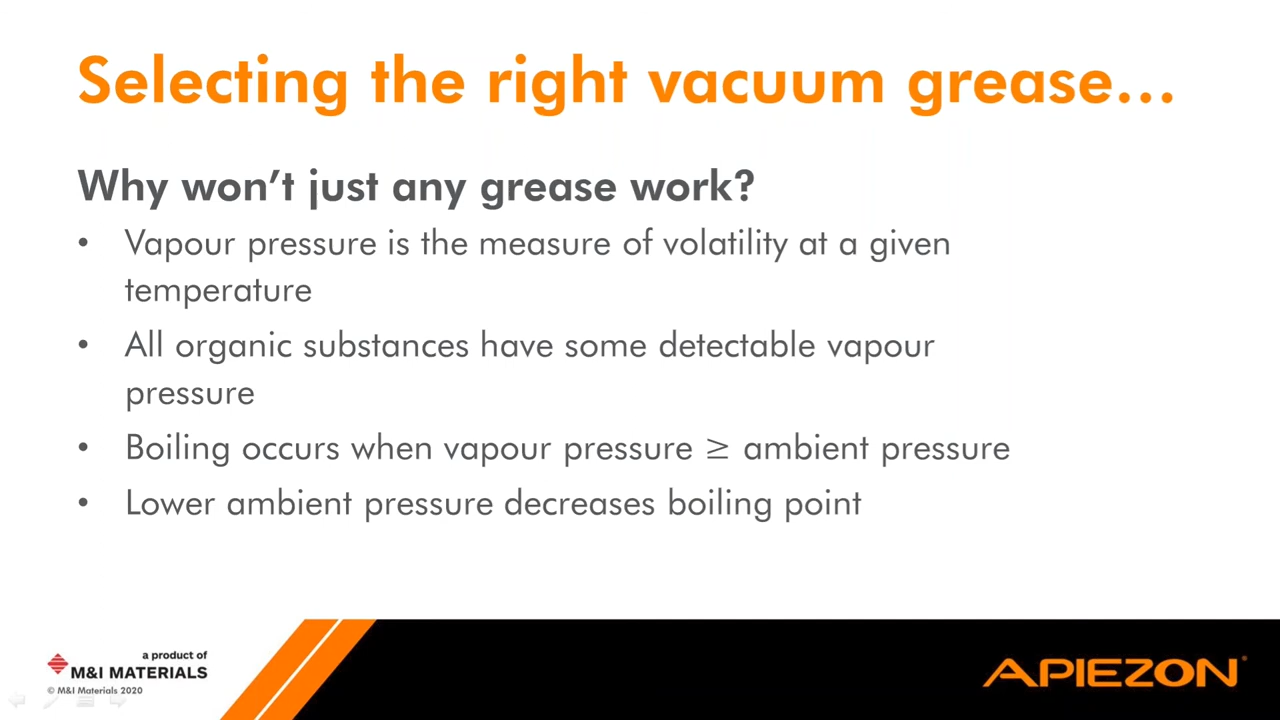 Selecting the right vacuum grease...
Why won't just any grease work?
• Vapour pressure is the measure of volatility at a given
temperature
• All organic substances have some detectable vapour
pressure
• Boiling occurs when vapour pressure ≥ ambient pressure
• Lower ambient pressure decreases boiling point
a product of
M&I MATERIALS
© M&I Materials 2020
APIEZON®